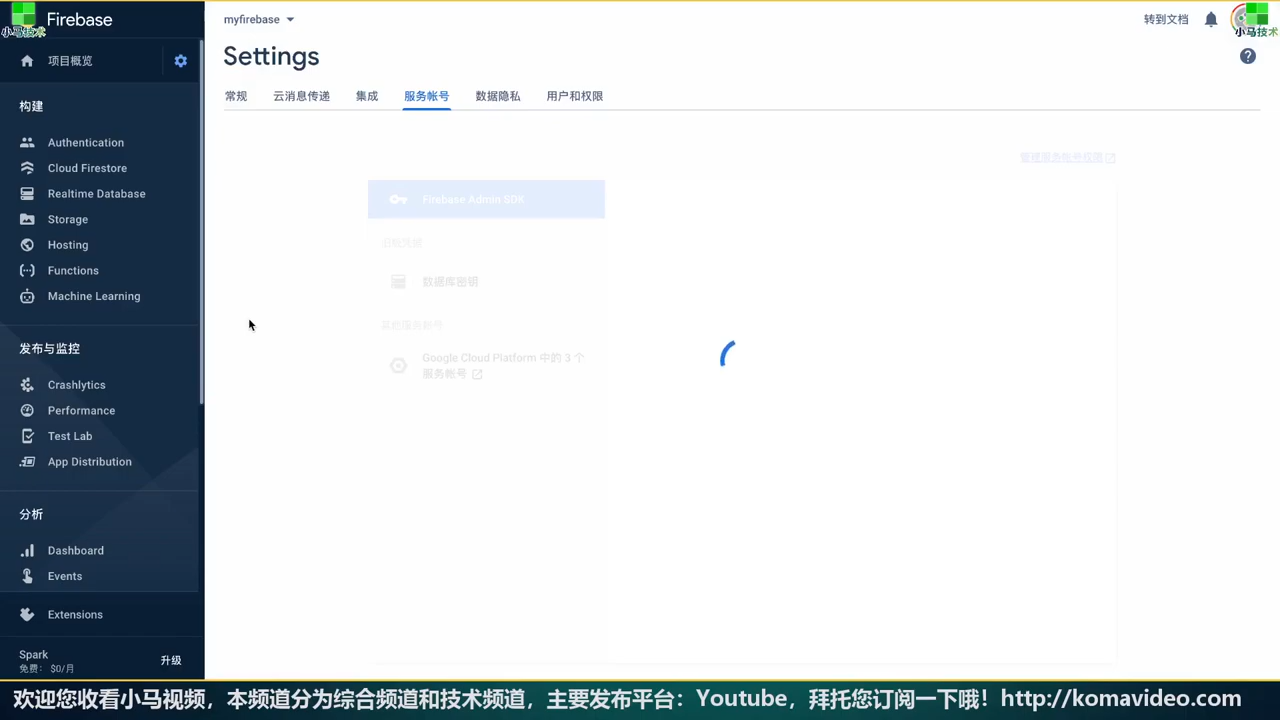 小马技术
Firebase
项目概览
构建
Authentication
Cloud Firestore
Realtime Database
Storage
Hosting
Functions
Machine Learning
发布与监控
Crashlytics
Performance
Test Lab
App Distribution
分析
Dashboard
Events
Extensions
Spark
免费: $0/月
升级
myfirebase
转到文档
小马技术
Settings
常规
云消息传递
集成
服务帐号
数据隐私
用户和权限
管理服务帐号权限
Firebase Admin SDK
旧版凭据
数据库密钥
其他服务帐号
Google Cloud Platform 中的 3 个
服务帐号
欢迎您收看小马视频，本频道分为综合频道和技术频道，主要发布平台：Youtube，拜托您订阅一下哦！http://komavideo.com